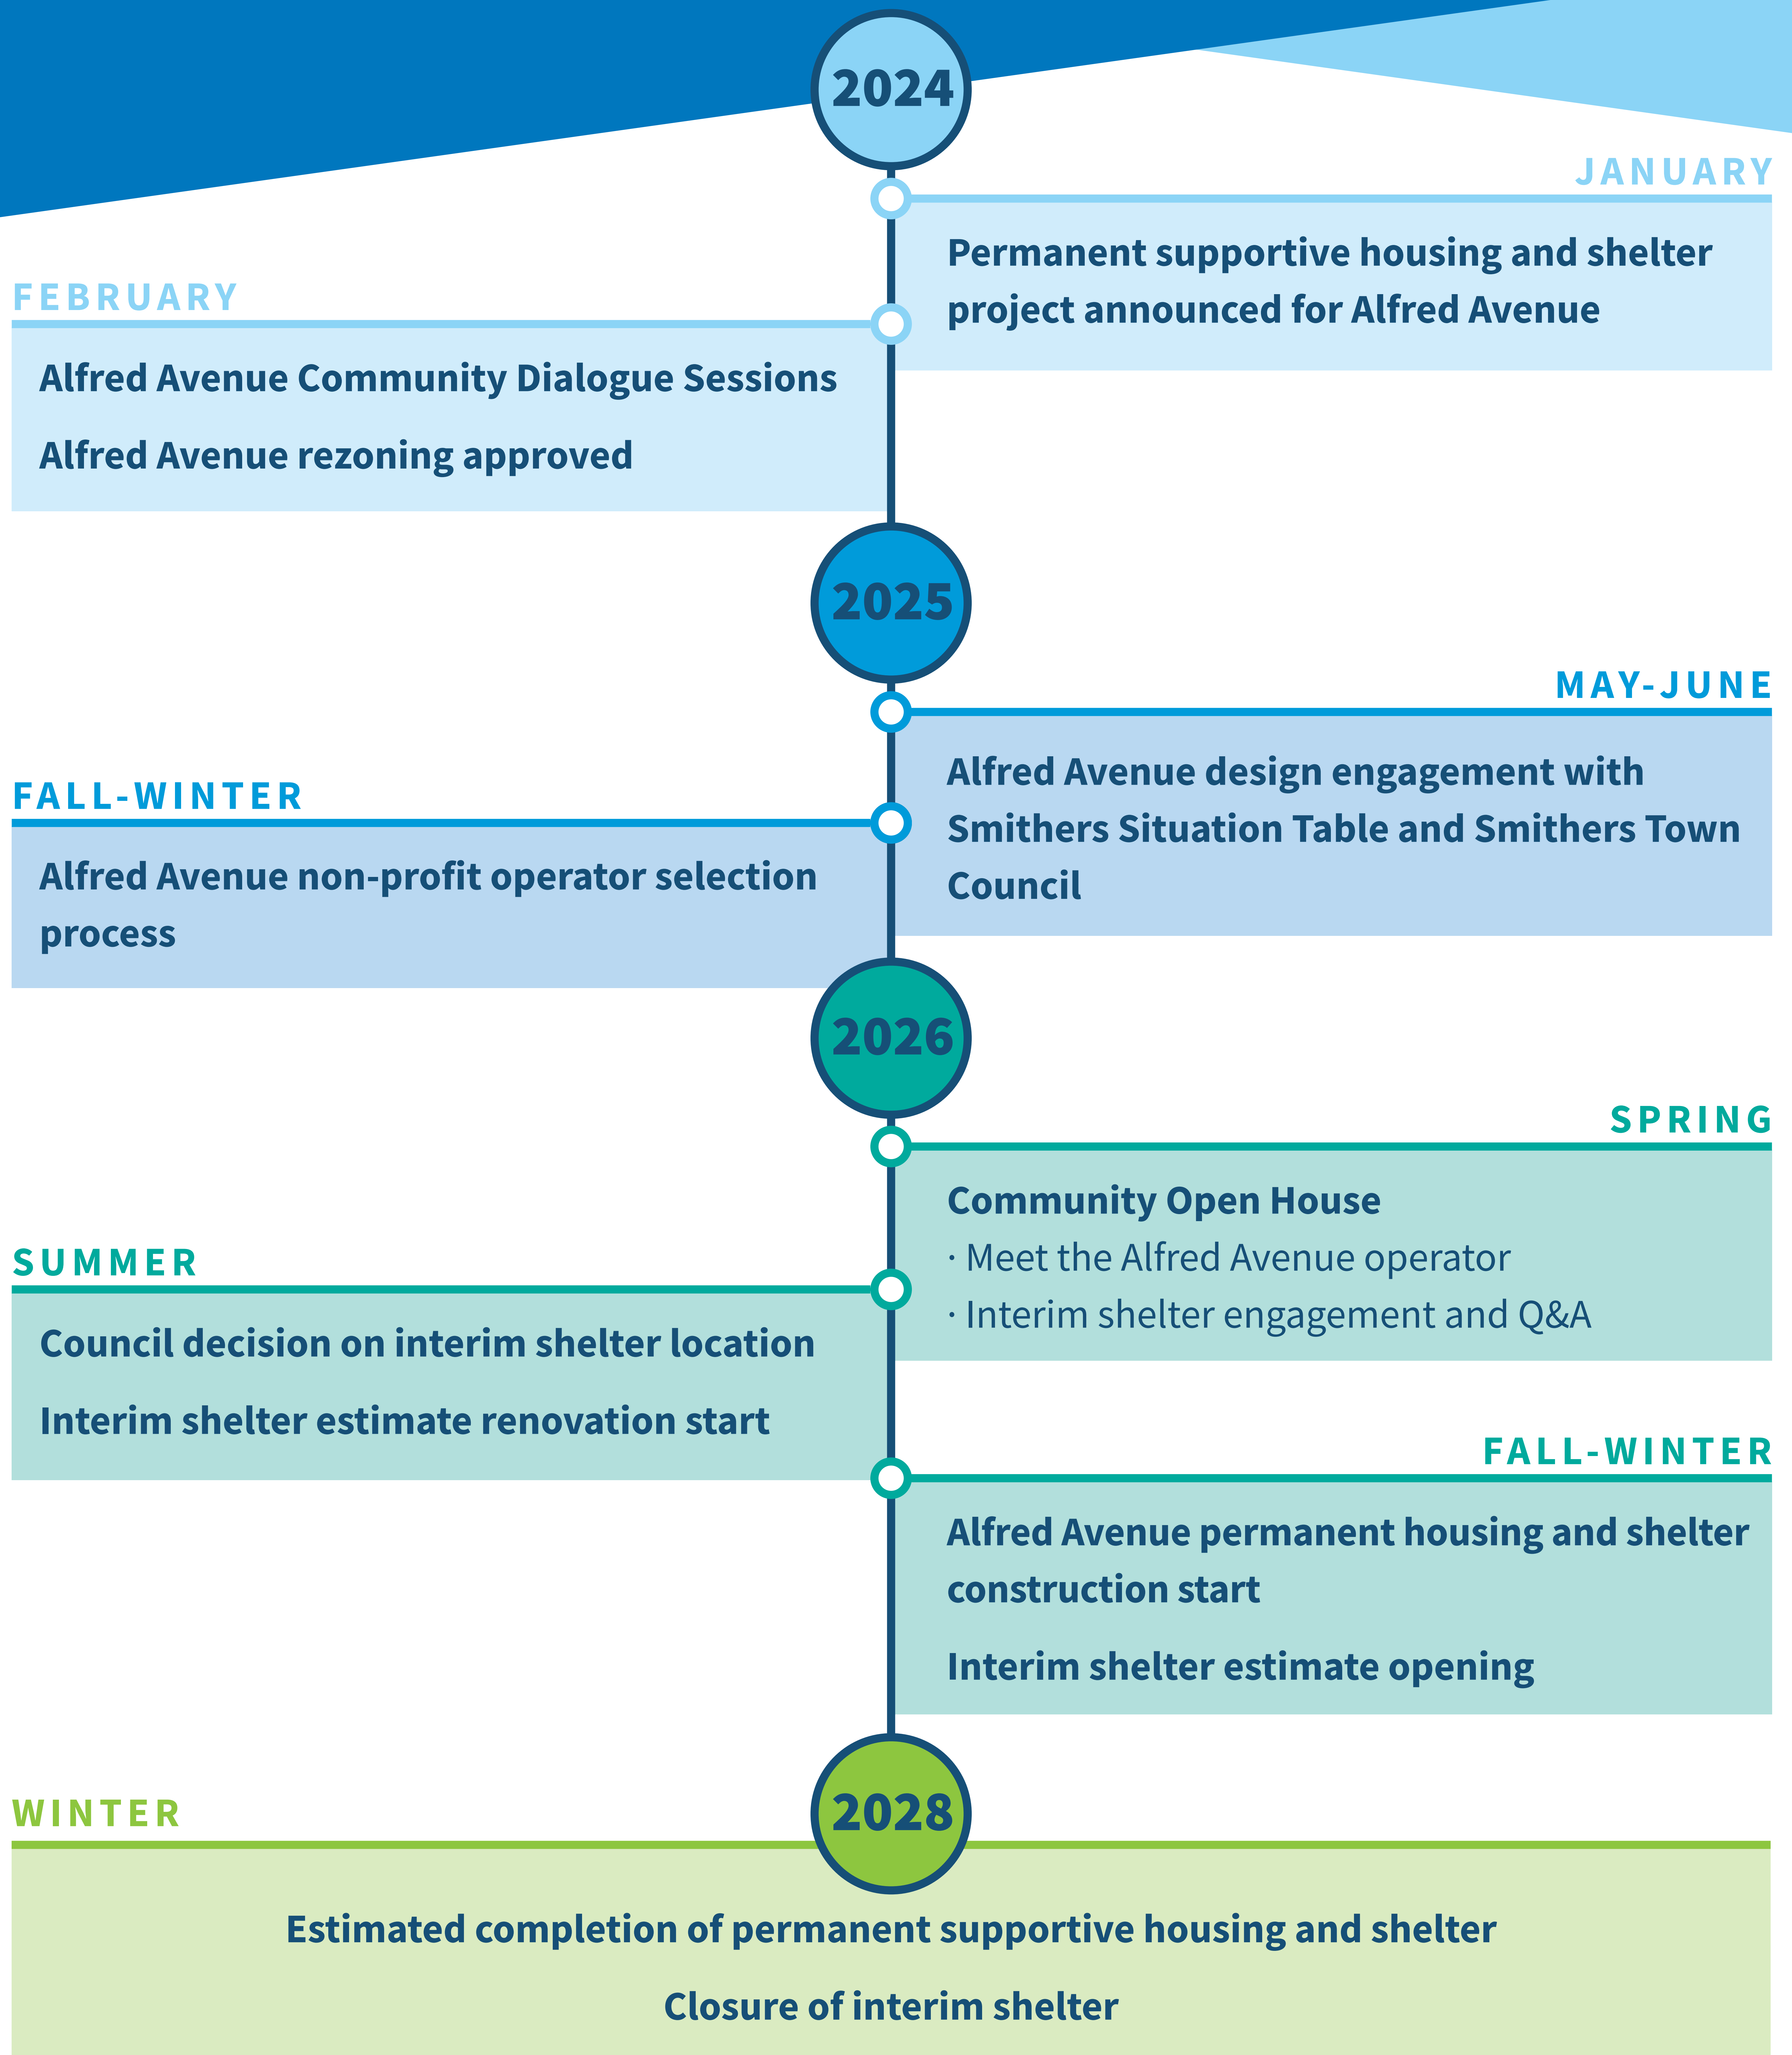 2024
JANUARY
Permanent supportive housing and shelter
project announced for Alfred Avenue
FEBRUARY
Alfred Avenue Community Dialogue Sessions
Alfred Avenue rezoning approved
2025
MAY-JUNE
Alfred Avenue design engagement with
Smithers Situation Table and Smithers Town
Council
FALL-WINTER
Alfred Avenue non-profit operator selection
process
2026
SPRING
Community Open House
· Meet the Alfred Avenue operator
· Interim shelter engagement and Q&A
SUMMER
Council decision on interim shelter location
Interim shelter estimate renovation start
FALL-WINTER
Alfred Avenue permanent housing and shelter
construction start
Interim shelter estimate opening
2028
WINTER
Estimated completion of permanent supportive housing and shelter
Closure of interim shelter